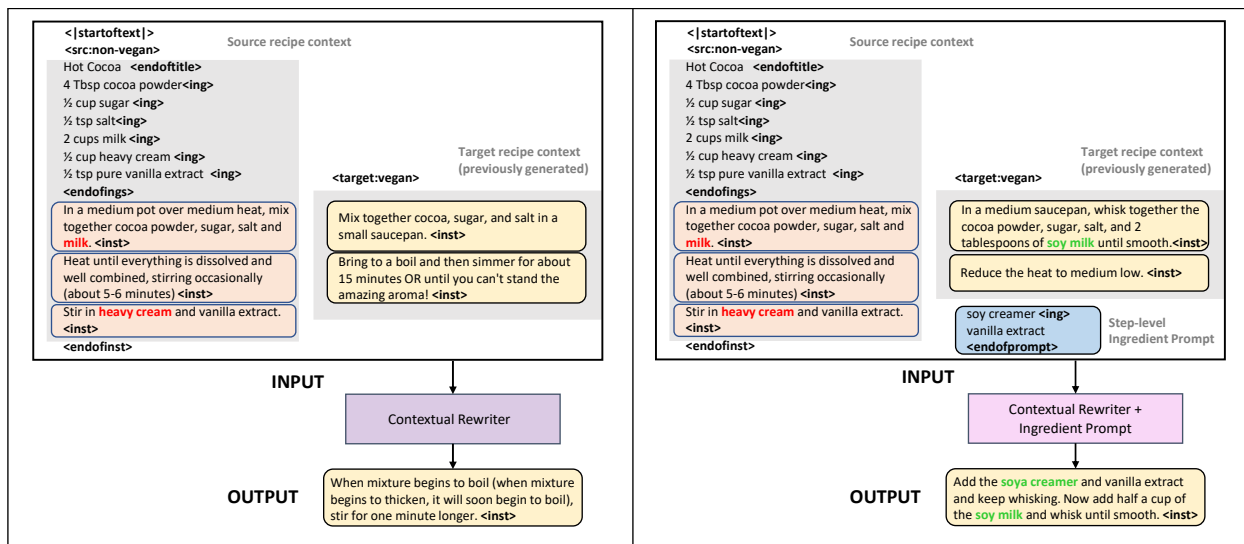 <|startoftext|>
<src:non-vegan>
Source recipe context
Hot Cocoa <endoftitle>
4 Tbsp cocoa powder<ing>
½ cup sugar <ing>
½ tsp salt<ing>
2 cups milk <ing>
½ cup heavy cream <ing>
½ tsp pure vanilla extract <ing>
<endofings>
In a medium pot over medium heat, mix
together cocoa powder, sugar, salt and
milk. <inst>
Heat until everything is dissolved and
well combined, stirring occasionally
(about 5-6 minutes) <inst>
Stir in heavy cream and vanilla extract.
<inst>
<endofinst>
Target recipe context
(previously generated)
<target:vegan>
Mix together cocoa, sugar, and salt in a
small saucepan. <inst>
Bring to a boil and then simmer for about
15 minutes OR until you can't stand the
amazing aroma! <inst>
INPUT
Contextual Rewriter
OUTPUT
When mixture begins to boil (when mixture
begins to thicken, it will soon begin to boil),
stir for one minute longer. <inst>
<|startoftext|>
<src:non-vegan>
Source recipe context
Hot Cocoa <endoftitle>
4 Tbsp cocoa powder<ing>
½ cup sugar <ing>
½ tsp salt<ing>
2 cups milk <ing>
½ cup heavy cream <ing>
½ tsp pure vanilla extract <ing>
<endofings>
In a medium pot over medium heat, mix
together cocoa powder, sugar, salt and
milk. <inst>
Heat until everything is dissolved and
well combined, stirring occasionally
(about 5-6 minutes) <inst>
Stir in heavy cream and vanilla extract.
<inst>
<endofinst>
Target recipe context
(previously generated)
<target:vegan>
In a medium saucepan, whisk together the
cocoa powder, sugar, salt, and 2
tablespoons of soy milk until smooth.<inst>
Reduce the heat to medium low. <inst>
soy creamer <ing>
vanilla extract
<endofprompt>
Step-level
Ingredient Prompt
INPUT
Contextual Rewriter +
Ingredient Prompt
OUTPUT
Add the soya creamer and vanilla extract
and keep whisking. Now add half a cup of
the soy milk and whisk until smooth. <inst>